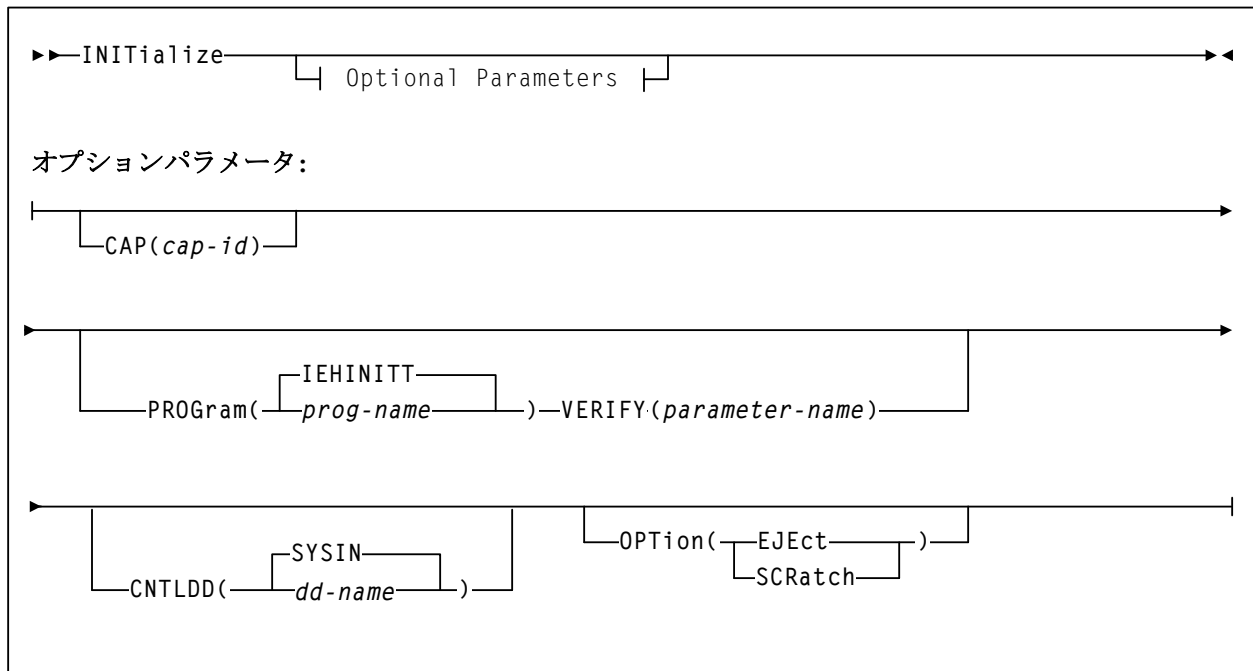 INITialize
Optional Parameters
オプションパラメータ:
CAP(cap-id)
IEHINITT
PROGram( prog-name ) VERIFY(parameter-name)
SYSIN
CNTLDD( dd-name )
OPTion( EJEct )
SCRatch